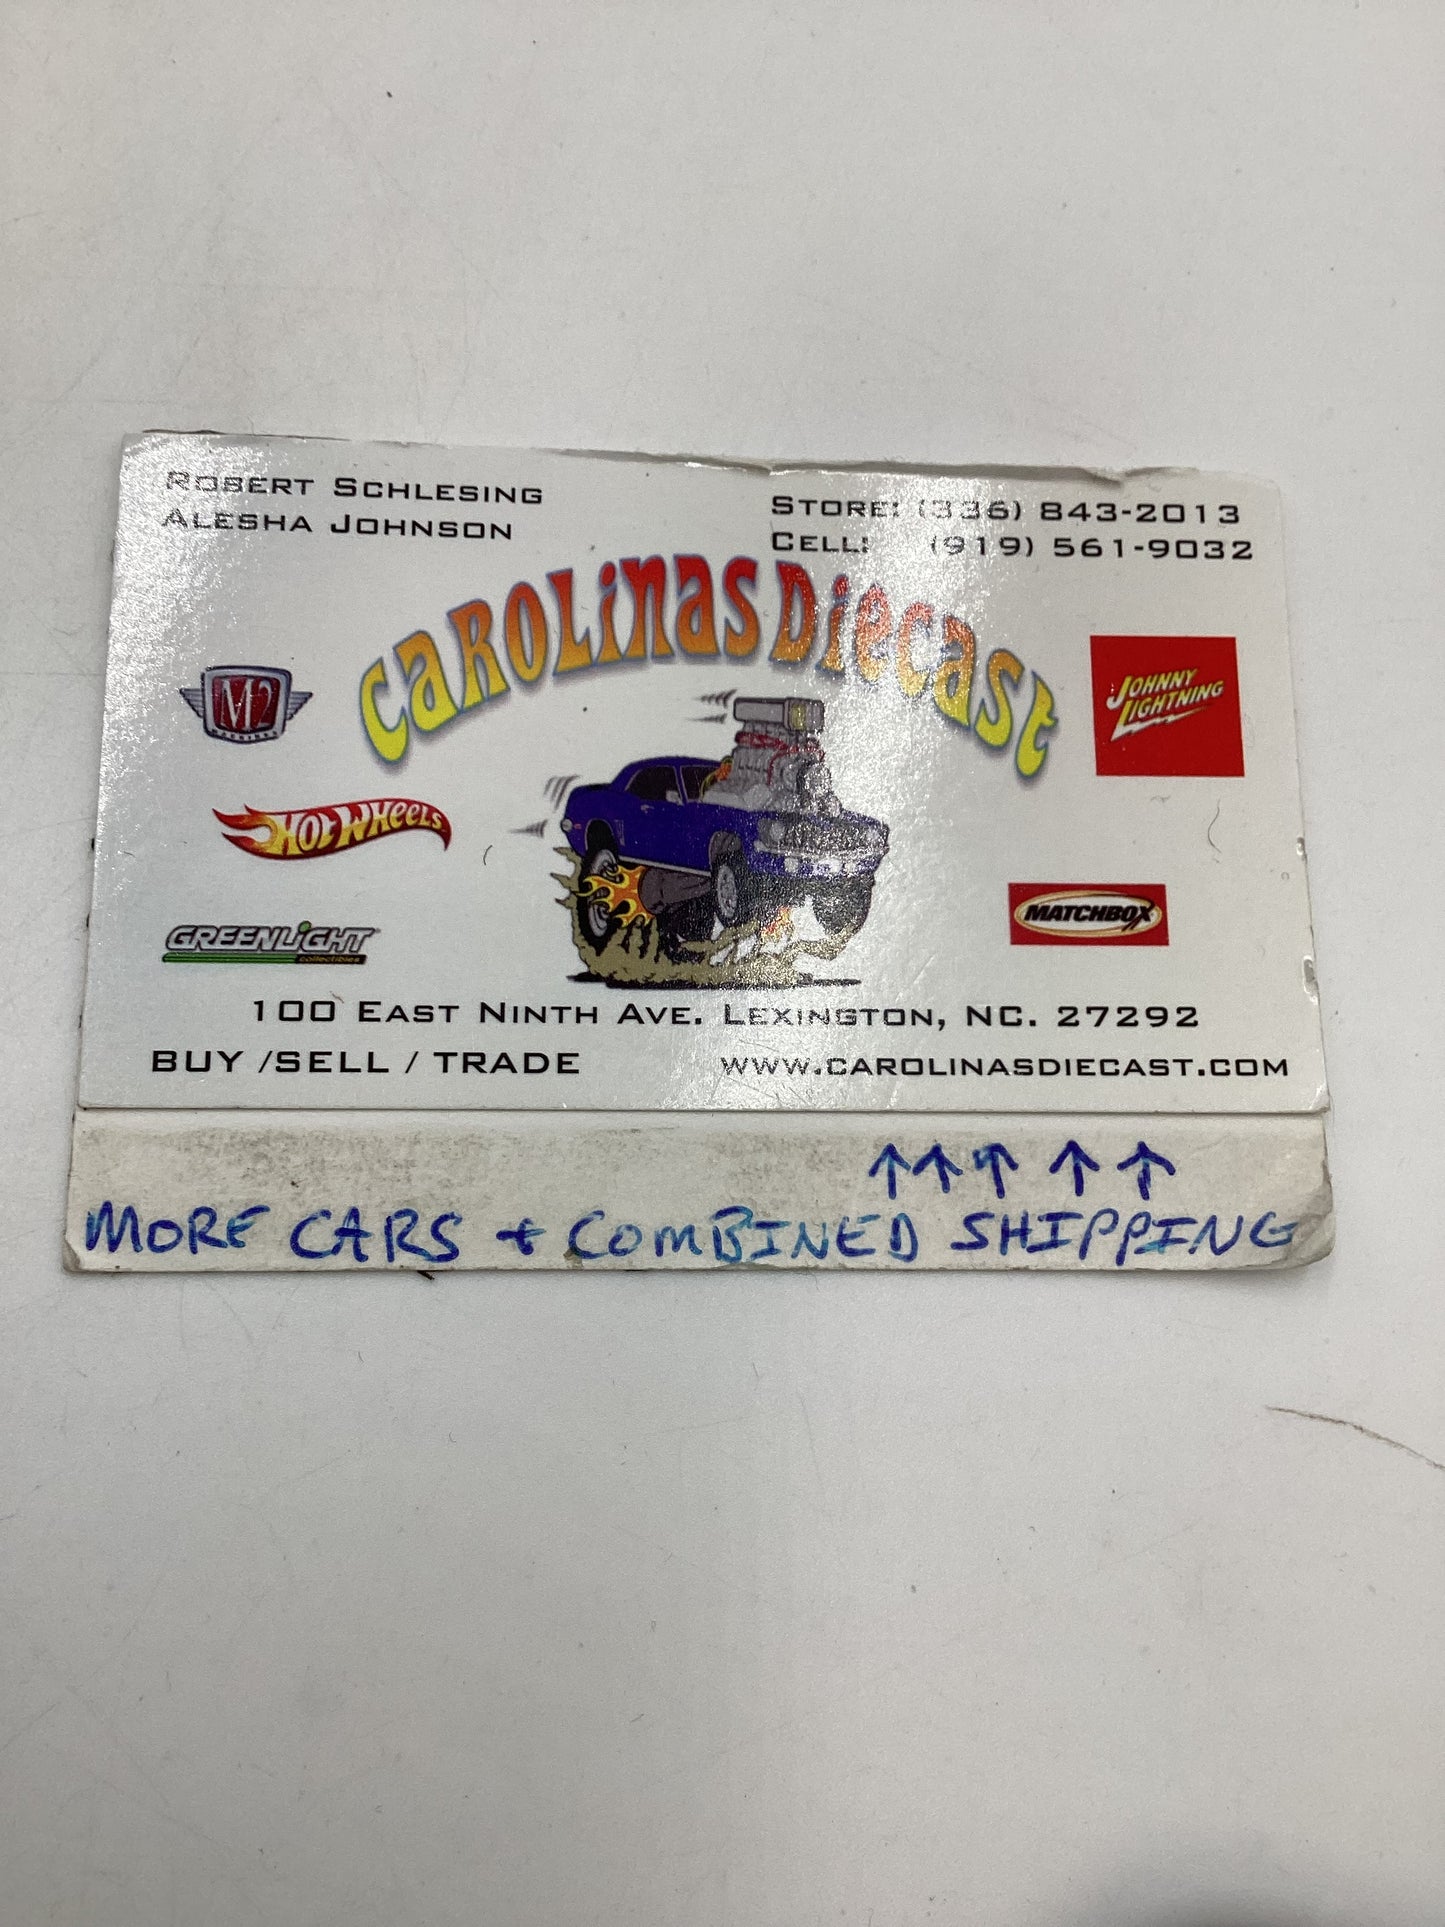 ROBERT SCHLESING
ALESHA JOHNSON
STORE: (336) 843-2013
CELL: (919) 561-9032
CAROLINAS DIECAST
M2
MACHINES
JOHNNY
LIGHTNING
HOT WHEELS
GREENLIGHT
collectibles
MATCHBOX
100 EAST NINTH AVE. LEXINGTON, NC. 27292
BUY /SELL / TRADE
WWW.CAROLINASDIECAST.COM
↑ ↑ ↑ ↑ ↑
MORE CARS + COMBINED SHIPPING